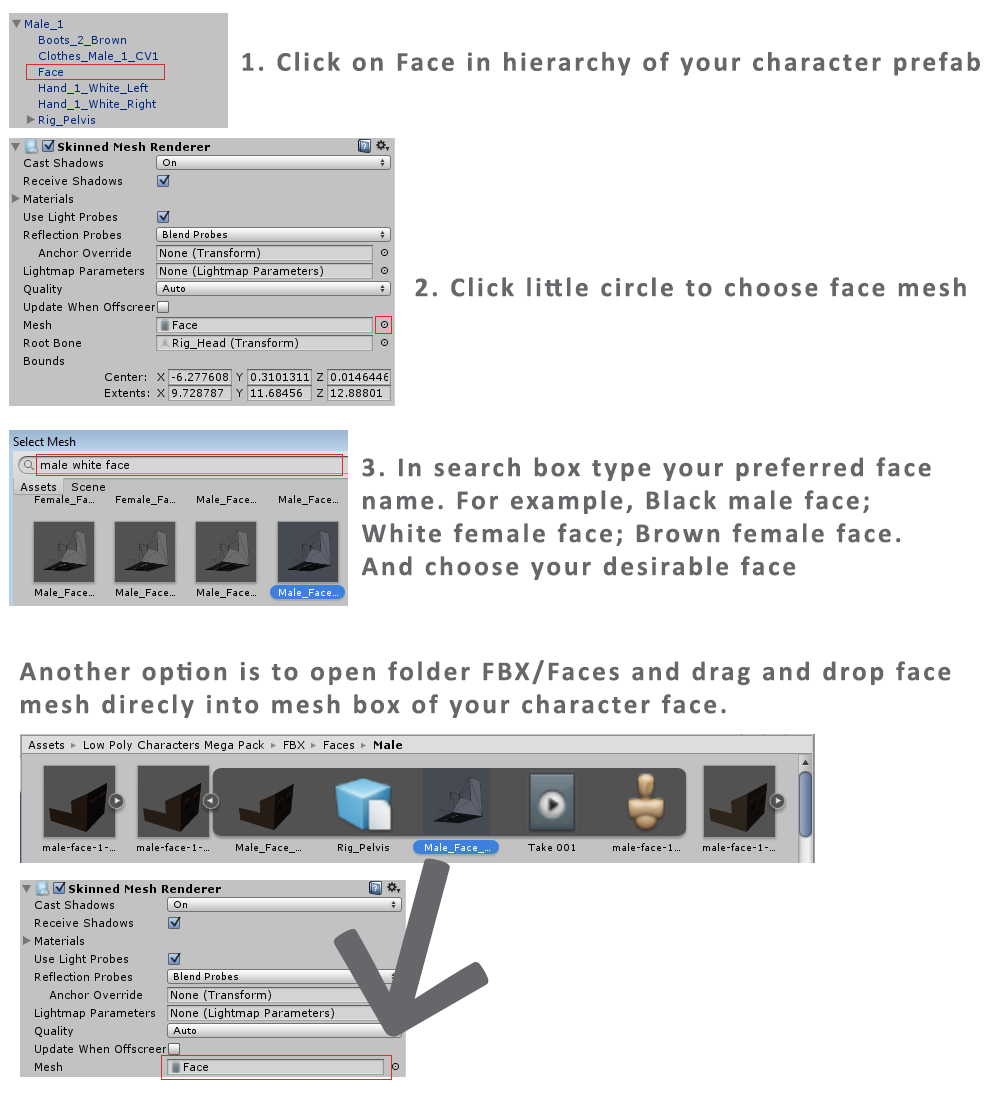 Male_1
Boots_2_Brown
Clothes_Male_1_CV1
Face
Hand_1_White_Left
Hand_1_White_Right
Rig_Pelvis
1. Click on Face in hierarchy of your character prefab
Skinned Mesh Renderer
Cast Shadows On
Receive Shadows
Materials
Use Light Probes
Reflection Probes Blend Probes
Anchor Override None (Transform)
Lightmap Parameters None (Lightmap Parameters)
Quality Auto
Update When Offscreen
Mesh Face
Root Bone Rig_Head (Transform)
Bounds
Center: X -6.277608 Y 0.3101311 Z 0.0146446
Extents: X 9.728787 Y 11.68456 Z 12.88801
2. Click little circle to choose face mesh
Select Mesh
male white face
Assets Scene
Female_Fa... Female_Fa... Male_Face... Male_Face...
Male_Face... Male_Face... Male_Face... Male_Face...
3. In search box type your preferred face
name. For example, Black male face;
White female face; Brown female face.
And choose your desirable face
Another option is to open folder FBX/Faces and drag and drop face
mesh direcly into mesh box of your character face.
Assets ▸ Low Poly Characters Mega Pack ▸ FBX ▸ Faces ▸ Male
male-face-1-... male-face-1-... Male_Face_... Rig_Pelvis Male_Face_... Take 001 male-face-1... male-face-1-...
Skinned Mesh Renderer
Cast Shadows On
Receive Shadows
Materials
Use Light Probes
Reflection Probes Blend Probes
Anchor Override None (Transform)
Lightmap Parameters None (Lightmap Parameters)
Quality Auto
Update When Offscreen
Mesh Face